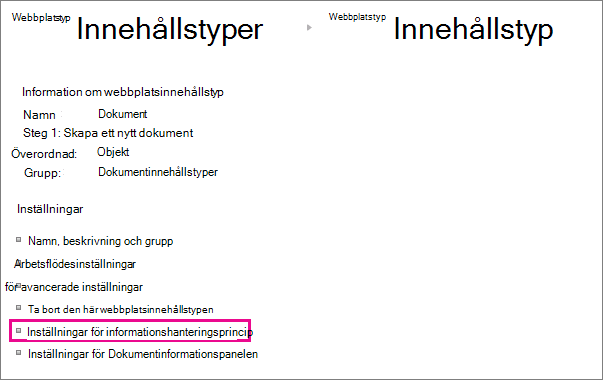 Webbplatstyp Innehållstyper Webbplatstyp Innehållstyp
Information om webbplatsinnehållstyp
Namn Dokument
Steg 1: Skapa ett nytt dokument
Överordnad: Objekt
Grupp: Dokumentinnehållstyper
Inställningar
Namn, beskrivning och grupp
Arbetsflödesinställningar
för avancerade inställningar
Ta bort den här webbplatsinnehållstypen
Inställningar för informationshanteringsprincip
Inställningar för Dokumentinformationspanelen